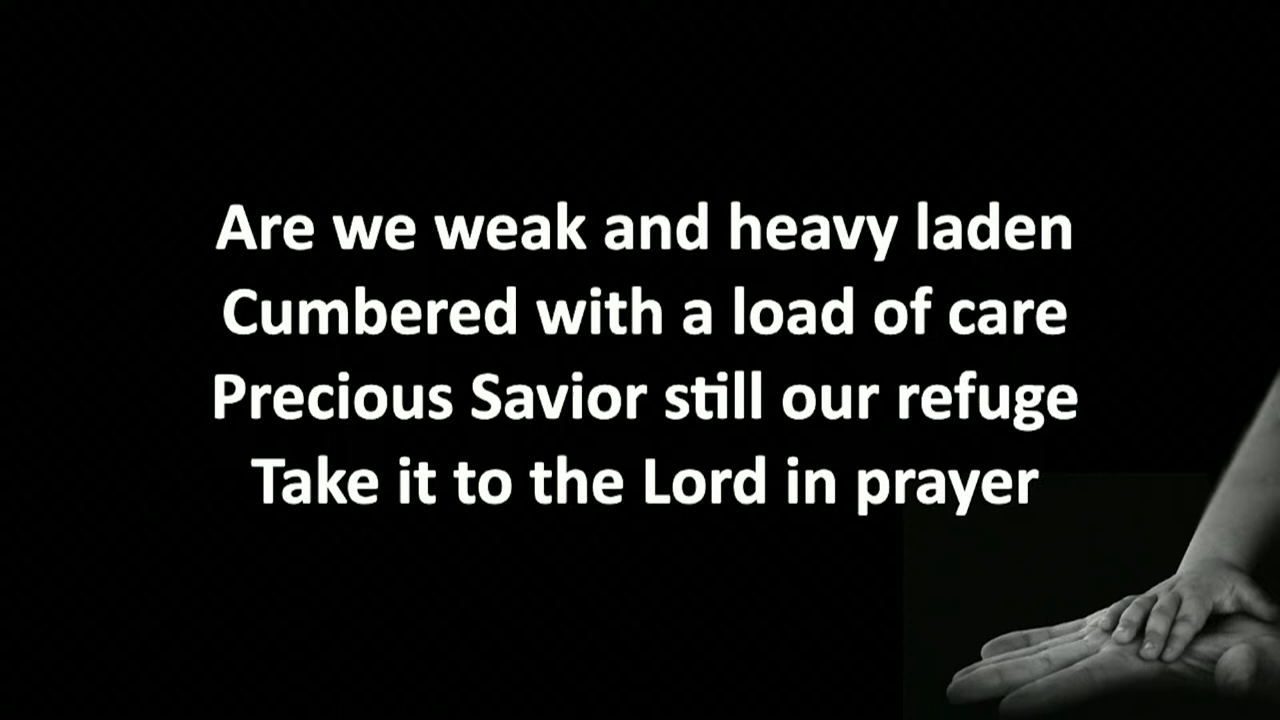 Are we weak and heavy laden
Cumbered with a load of care
Precious Savior still our refuge
Take it to the Lord in prayer